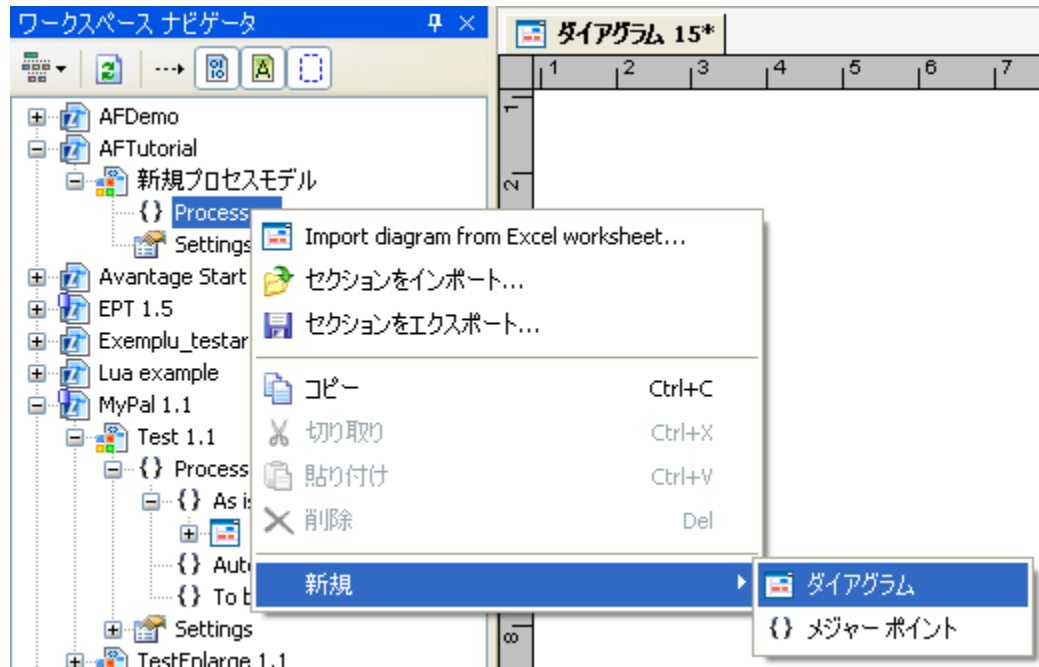 ワークスペース ナビゲータ
ダイアグラム 15*
1 2 3 4 5 6 7
1
2
8
AFDemo
AFTutorial
新規プロセスモデル
Process
Settings
Avantage Start
EPT 1.5
Exemplu_testar
Lua example
MyPal 1.1
Test 1.1
Process
As is
Auto
To b
Settings
TestEnlarge 1.1
Import diagram from Excel worksheet...
セクションをインポート...
セクションをエクスポート...
コピー Ctrl+C
切り取り Ctrl+X
貼り付け Ctrl+V
削除 Del
新規
ダイアグラム
メジャー ポイント